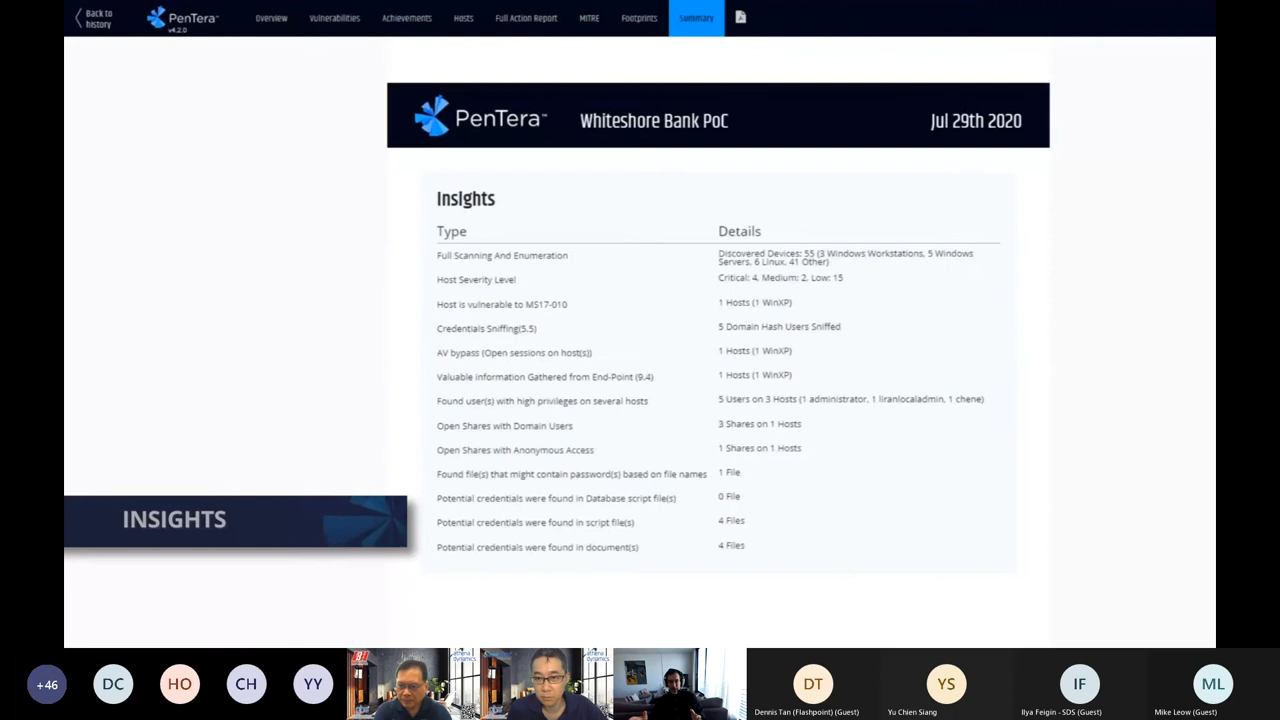 Back to history
PenTera™ v4.2.0
Overview
Vulnerabilities
Achievements
Hosts
Full Action Report
MITRE
Footprints
Summary
PenTera™
Whiteshore Bank PoC
Jul 29th 2020
Insights
Type Details
Full Scanning And Enumeration Discovered Devices: 55 (3 Windows Workstations, 5 Windows
Servers, 6 Linux, 41 Other)
Host Severity Level Critical: 4, Medium: 2, Low: 15
Host is vulnerable to MS17-010 1 Hosts (1 WinXP)
Credentials Sniffing(5.5) 5 Domain Hash Users Sniffed
AV bypass (Open sessions on host(s)) 1 Hosts (1 WinXP)
Valuable information Gathered from End-Point (9.4) 1 Hosts (1 WinXP)
Found user(s) with high privileges on several hosts 5 Users on 3 Hosts (1 administrator, 1 liranlocaladmin, 1 chene)
Open Shares with Domain Users 3 Shares on 1 Hosts
Open Shares with Anonymous Access 1 Shares on 1 Hosts
Found file(s) that might contain password(s) based on file names 1 File
Potential credentials were found in Database script file(s) 0 File
Potential credentials were found in script file(s) 4 Files
Potential credentials were found in document(s) 4 Files
INSIGHTS
+46
DC
HO
CH
YY
athena dynamics
athena dynamics
DT
YS
IF
ML
Dennis Tan (Flashpoint) (Guest)
Yu Chien Siang
Ilya Feigin - SDS (Guest)
Mike Leow (Guest)